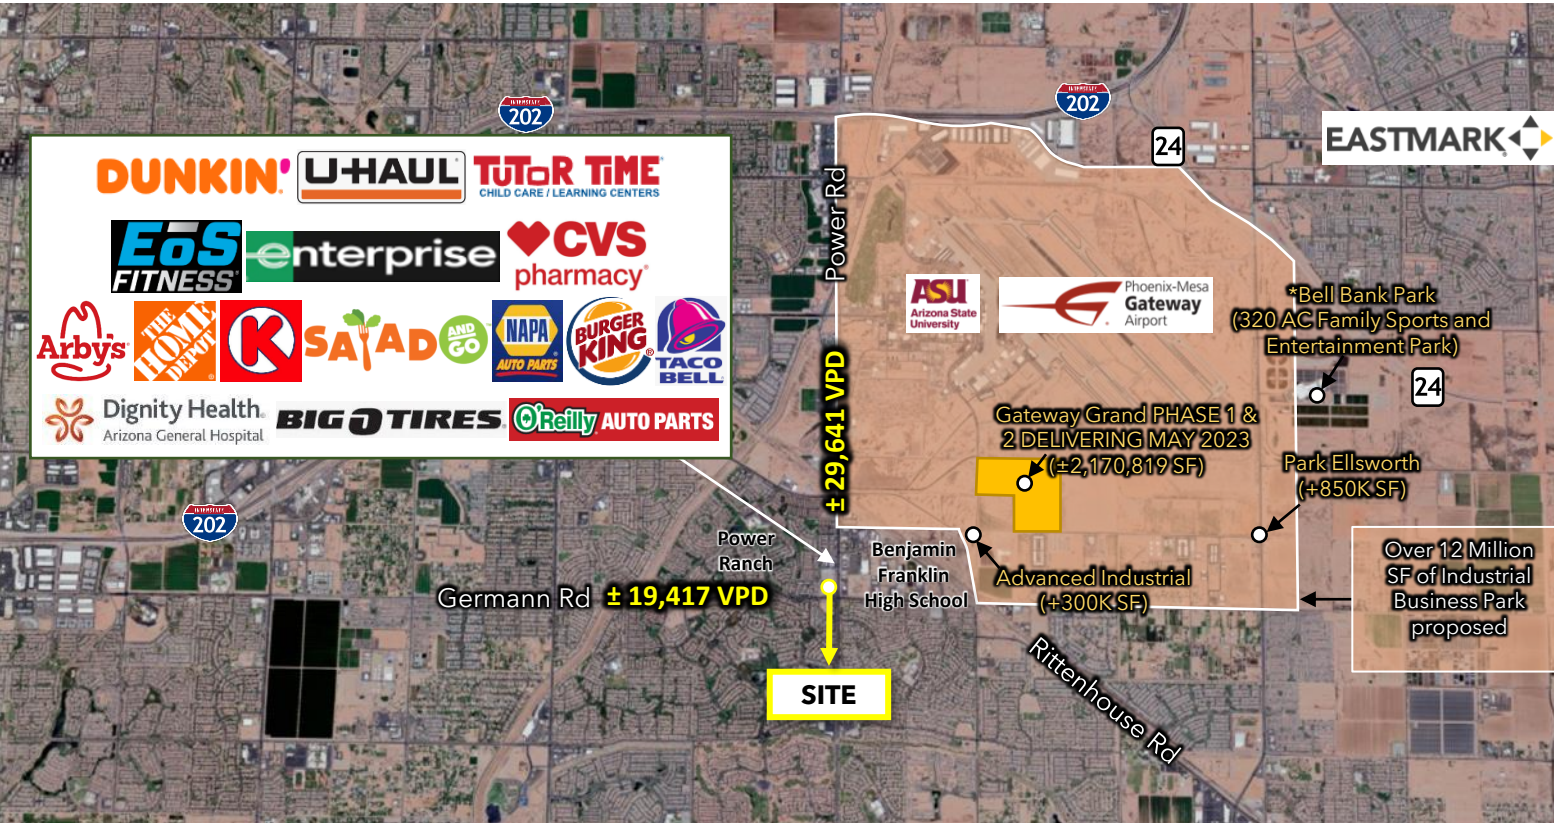 INTERSTATE
202
INTERSTATE
202
24
EASTMARK
DUNKIN'
U-HAUL
TUTOR TIME
CHILD CARE / LEARNING CENTERS
EōS
FITNESS
enterprise
CVS
pharmacy
Arby's
THE
HOME
DEPOT
K
SALAD
AND
GO
NAPA
AUTO PARTS
BURGER
KING
TACO
BELL
Dignity Health.
Arizona General Hospital
BIG O TIRES
O'Reilly AUTO PARTS
Power Rd
± 29,641 VPD
ASU
Arizona State
University
Phoenix-Mesa
Gateway
Airport
*Bell Bank Park
(320 AC Family Sports and
Entertainment Park)
24
Gateway Grand PHASE 1 &
2 DELIVERING MAY 2023
(±2,170,819 SF)
Park Ellsworth
(+850K SF)
INTERSTATE
202
Power
Ranch
Benjamin
Franklin
High School
Germann Rd ± 19,417 VPD
Advanced Industrial
(+300K SF)
Over 12 Million
SF of Industrial
Business Park
proposed
SITE
Rittenhouse Rd